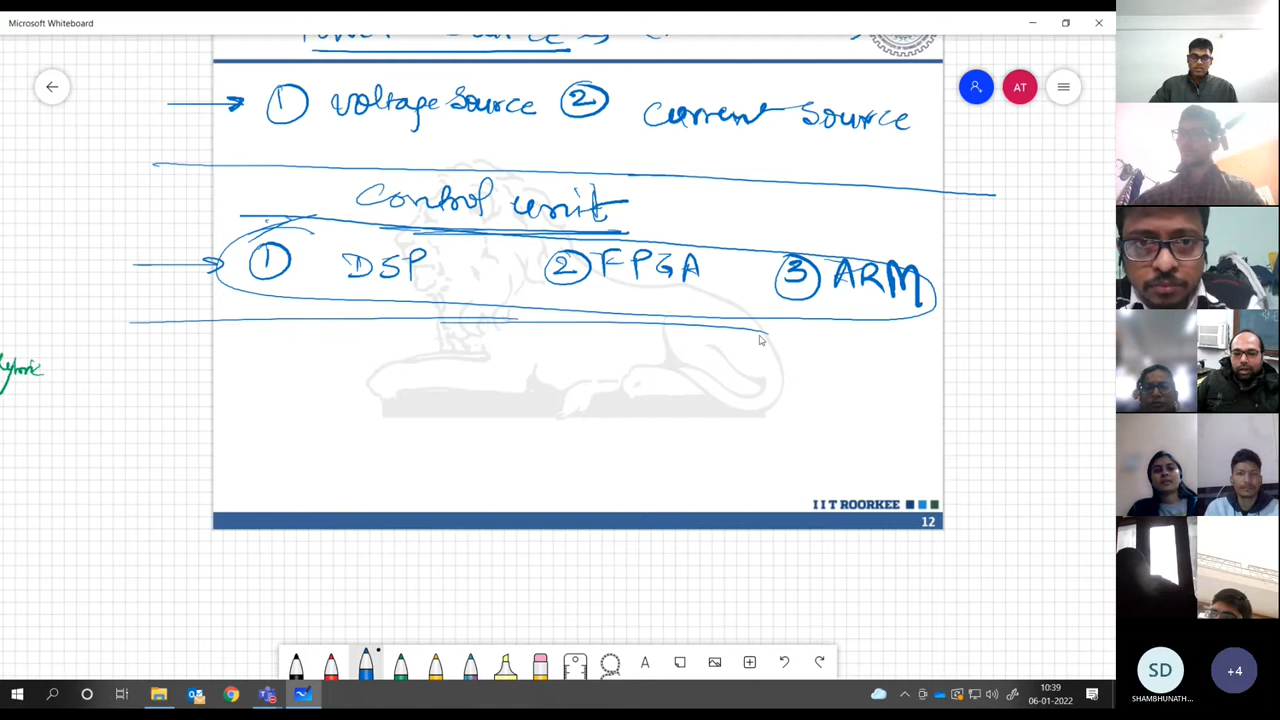 Microsoft Whiteboard
① Voltage Source ② Current Source
Control unit
① DSP ② FPGA ③ ARM
IIT ROORKEE
12
AT
A
SD
SHAMBHUNATH...
+4
10:39
06-01-2022